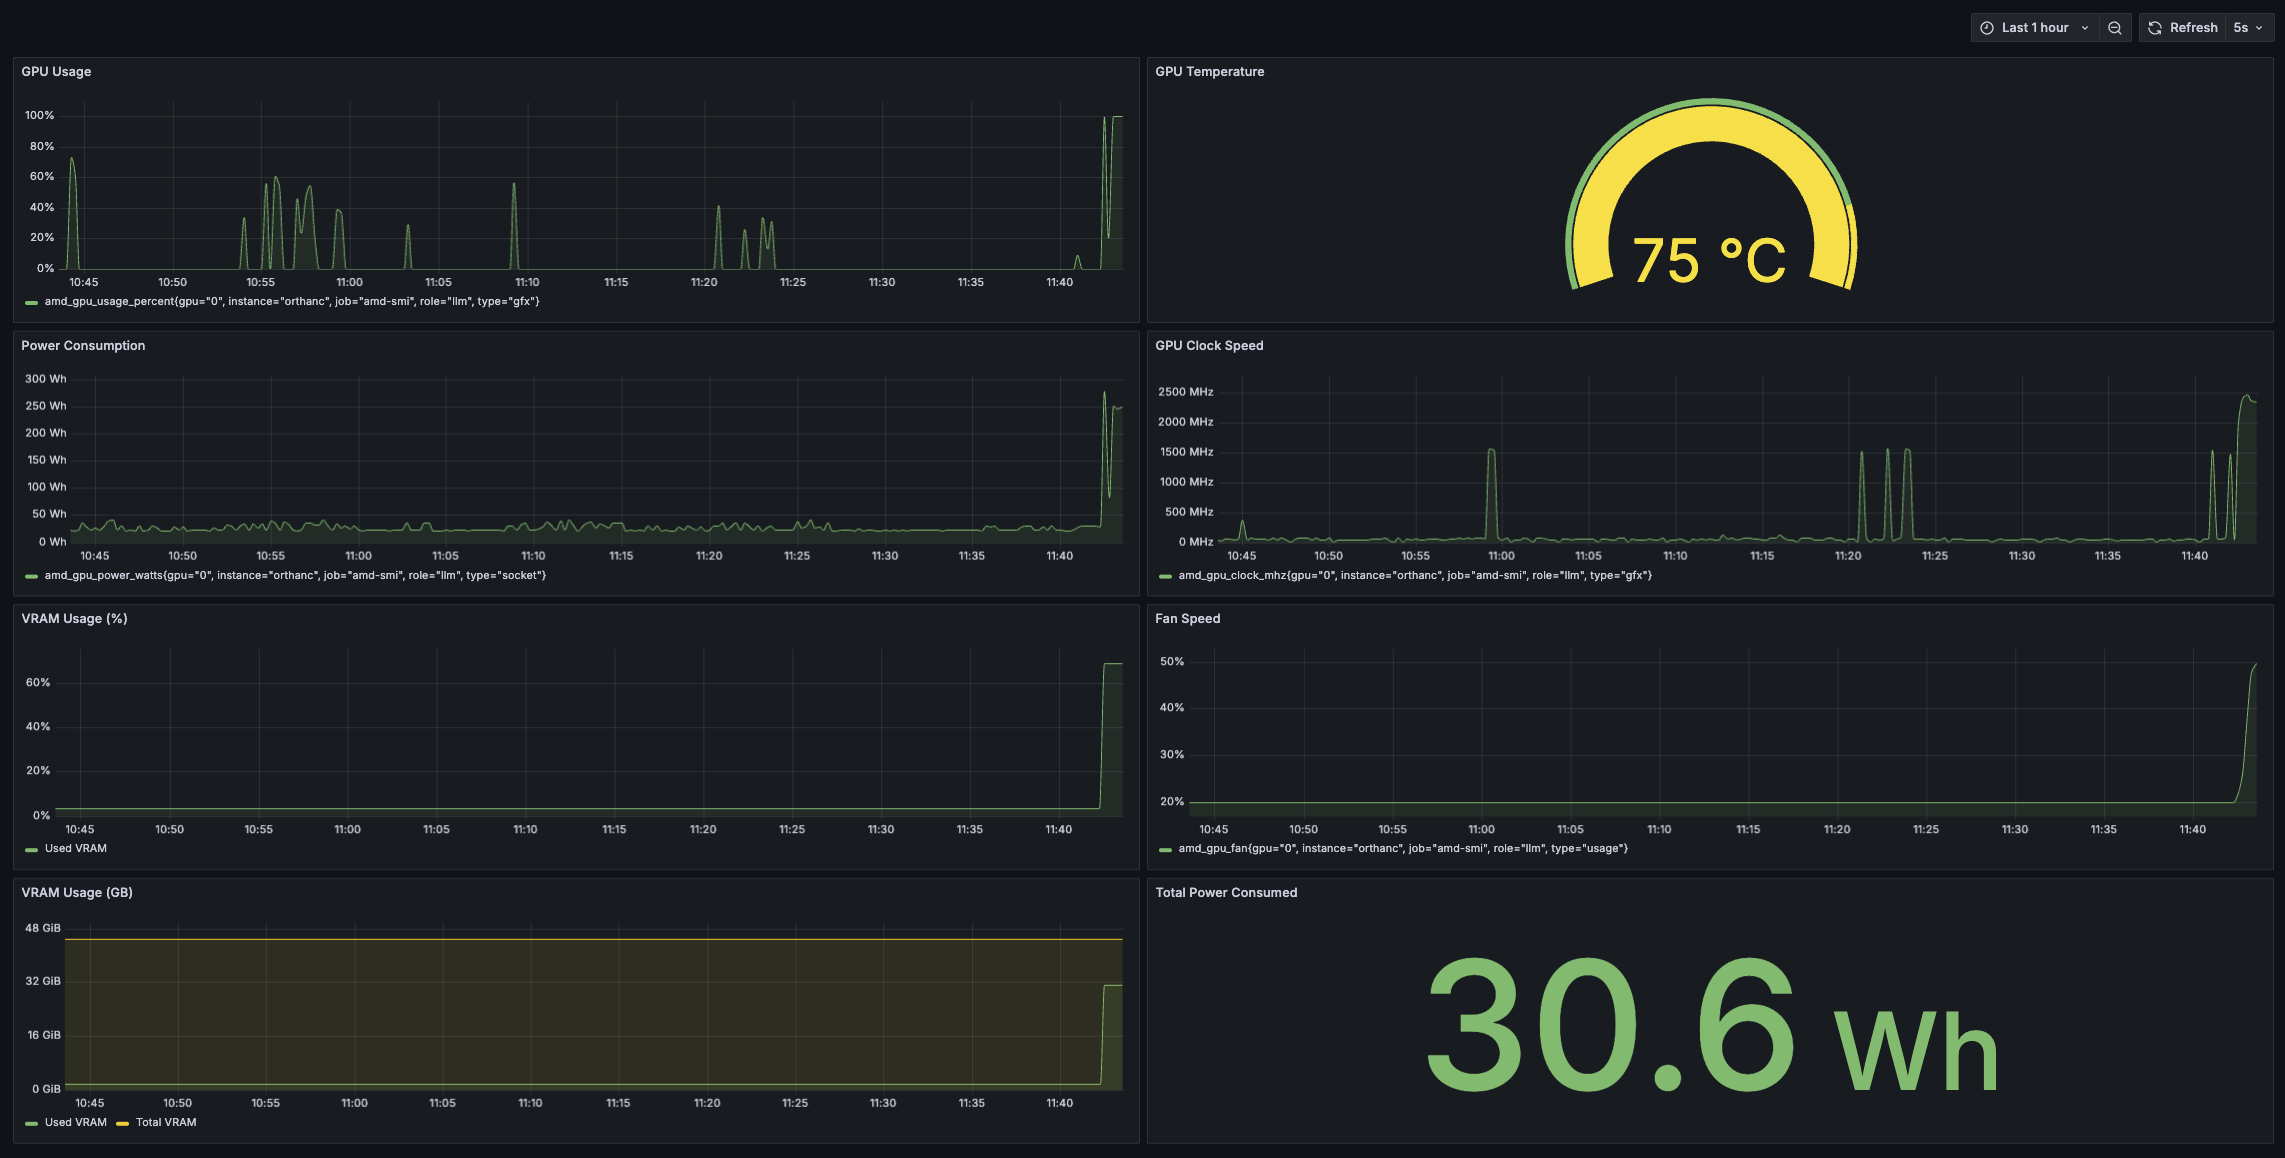 Last 1 hour
Refresh 5s
GPU Usage
100%
80%
60%
40%
20%
0%
10:45 10:50 10:55 11:00 11:05 11:10 11:15 11:20 11:25 11:30 11:35 11:40
amd_gpu_usage_percent{gpu="0", instance="orthanc", job="amd-smi", role="llm", type="gfx"}
GPU Temperature
75 °C
Power Consumption
300 Wh
250 Wh
200 Wh
150 Wh
100 Wh
50 Wh
0 Wh
10:45 10:50 10:55 11:00 11:05 11:10 11:15 11:20 11:25 11:30 11:35 11:40
amd_gpu_power_watts{gpu="0", instance="orthanc", job="amd-smi", role="llm", type="socket"}
GPU Clock Speed
2500 MHz
2000 MHz
1500 MHz
1000 MHz
500 MHz
0 MHz
10:45 10:50 10:55 11:00 11:05 11:10 11:15 11:20 11:25 11:30 11:35 11:40
amd_gpu_clock_mhz{gpu="0", instance="orthanc", job="amd-smi", role="llm", type="gfx"}
VRAM Usage (%)
60%
40%
20%
0%
10:45 10:50 10:55 11:00 11:05 11:10 11:15 11:20 11:25 11:30 11:35 11:40
Used VRAM
Fan Speed
50%
40%
30%
20%
10:45 10:50 10:55 11:00 11:05 11:10 11:15 11:20 11:25 11:30 11:35 11:40
amd_gpu_fan{gpu="0", instance="orthanc", job="amd-smi", role="llm", type="usage"}
VRAM Usage (GB)
48 GiB
32 GiB
16 GiB
0 GiB
10:45 10:50 10:55 11:00 11:05 11:10 11:15 11:20 11:25 11:30 11:35 11:40
Used VRAM Total VRAM
Total Power Consumed
30.6 Wh